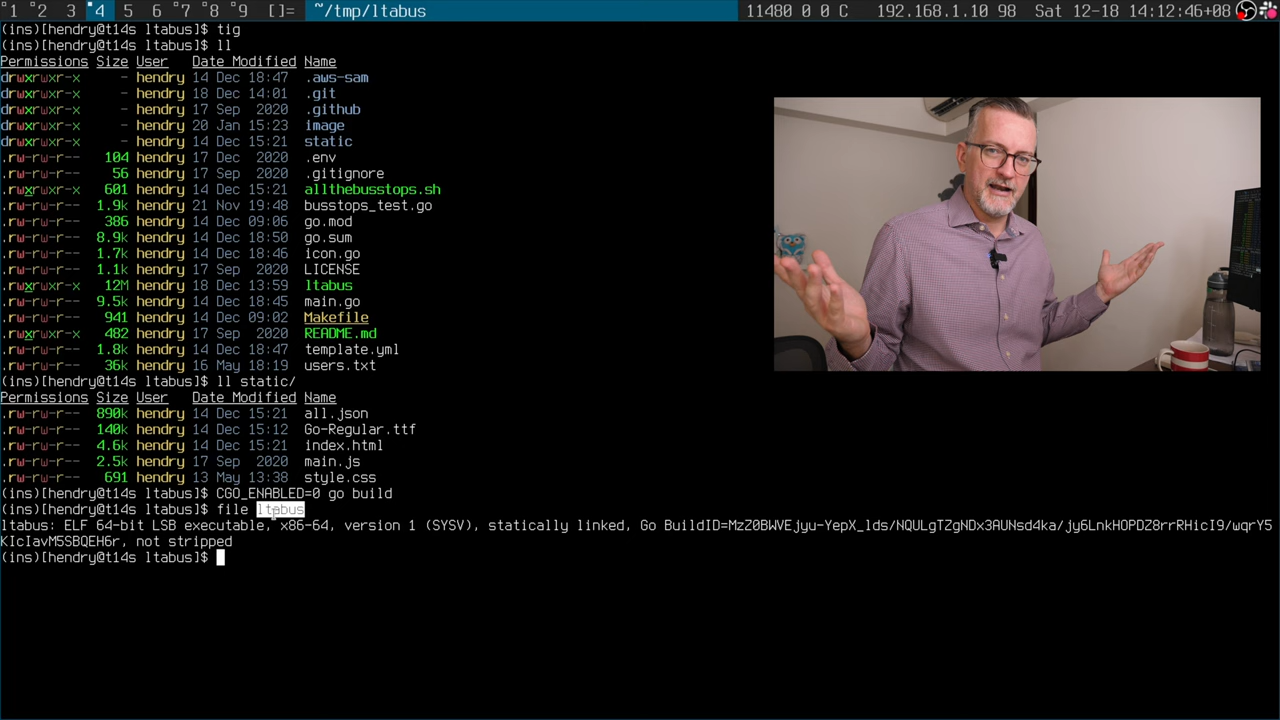 1 2 3 4 5 6 7 8 9 []= ~/tmp/ltabus 11480 0 0 C 192.168.1.10 98 Sat 12-18 14:12:46+08
(ins)[hendry@t14s ltabus]$ tig
(ins)[hendry@t14s ltabus]$ ll
Permissions Size User Date Modified Name
drwxrwxr-x - hendry 14 Dec 18:47 .aws-sam
drwxrwxr-x - hendry 18 Dec 14:01 .git
drwxrwxr-x - hendry 17 Sep 2020 .github
drwxrwxr-x - hendry 20 Jan 15:23 image
drwxrwxr-x - hendry 14 Dec 15:21 static
.rw-rw-r-- 104 hendry 17 Dec 2020 .env
.rw-rw-r-- 56 hendry 17 Sep 2020 .gitignore
.rwxrwxr-x 601 hendry 14 Dec 15:21 allthebusstops.sh
.rw-rw-r-- 1.9k hendry 21 Nov 19:48 busstops_test.go
.rw-rw-r-- 386 hendry 14 Dec 09:06 go.mod
.rw-rw-r-- 8.9k hendry 14 Dec 18:50 go.sum
.rw-rw-r-- 1.7k hendry 14 Dec 18:46 icon.go
.rw-rw-r-- 1.1k hendry 17 Sep 2020 LICENSE
.rwxrwxr-x 12M hendry 18 Dec 13:59 ltabus
.rw-rw-r-- 9.5k hendry 14 Dec 18:45 main.go
.rw-rw-r-- 941 hendry 14 Dec 09:02 Makefile
.rwxrwxr-x 482 hendry 17 Sep 2020 README.md
.rw-rw-r-- 1.8k hendry 14 Dec 18:47 template.yml
.rw-rw-r-- 36k hendry 16 May 18:19 users.txt
(ins)[hendry@t14s ltabus]$ ll static/
Permissions Size User Date Modified Name
.rw-rw-r-- 890k hendry 14 Dec 15:21 all.json
.rw-rw-r-- 140k hendry 14 Dec 15:12 Go-Regular.ttf
.rw-rw-r-- 4.6k hendry 14 Dec 15:21 index.html
.rw-rw-r-- 2.5k hendry 17 Sep 2020 main.js
.rw-rw-r-- 691 hendry 13 May 13:38 style.css
(ins)[hendry@t14s ltabus]$ CGO_ENABLED=0 go build
(ins)[hendry@t14s ltabus]$ file ltabus
ltabus: ELF 64-bit LSB executable, x86-64, version 1 (SYSV), statically linked, Go BuildID=MzZ0BWVEjyu-YepX_lds/NQULgTZgNDx3AUNsd4ka/jy6LnkHOPDZ8rrRHicI9/wqrY5
KIcIavM5SBQEH6r, not stripped
(ins)[hendry@t14s ltabus]$